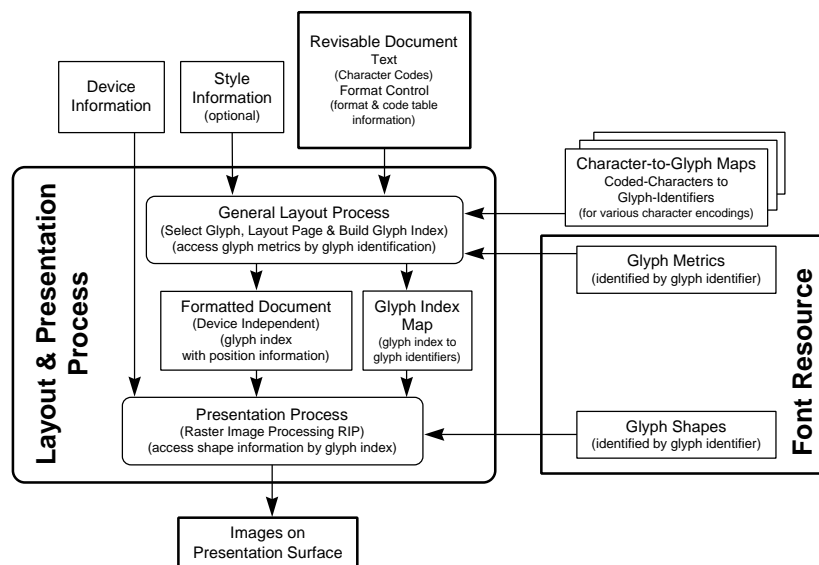 Revisable Document
Text
(Character Codes)
Format Control
(format & code table
information)
Device
Information
Style
Information
(optional)
Character-to-Glyph Maps
Coded-Characters to
Glyph-Identifiers
(for various character encodings)
Layout & Presentation
Process
General Layout Process
(Select Glyph, Layout Page & Build Glyph Index)
(access glyph metrics by glyph identification)
Font Resource
Glyph Metrics
(identified by glyph identifier)
Formatted Document
(Device Independent)
(glyph index
with position information)
Glyph Index
Map
(glyph index to
glyph identifiers)
Presentation Process
(Raster Image Processing RIP)
(access shape information by glyph index)
Glyph Shapes
(identified by glyph identifier)
Images on
Presentation Surface